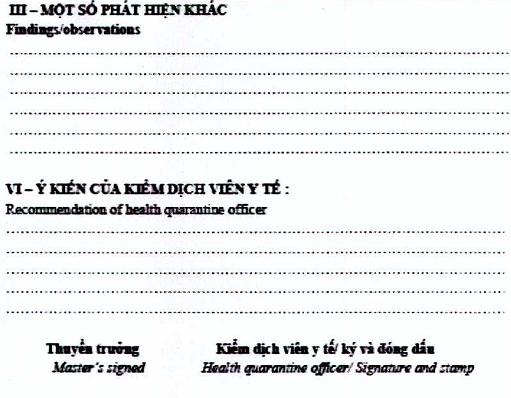 III – MỘT SỐ PHÁT HIỆN KHÁC
Findings/observations
VI – Ý KIẾN CỦA KIỂM DỊCH VIÊN Y TẾ :
Recommendation of health quarantine officer
Thuyền trưởng Kiểm dịch viên y tế/ ký và đóng dấu
Master's signed Health quarantine officer/ Signature and stamp